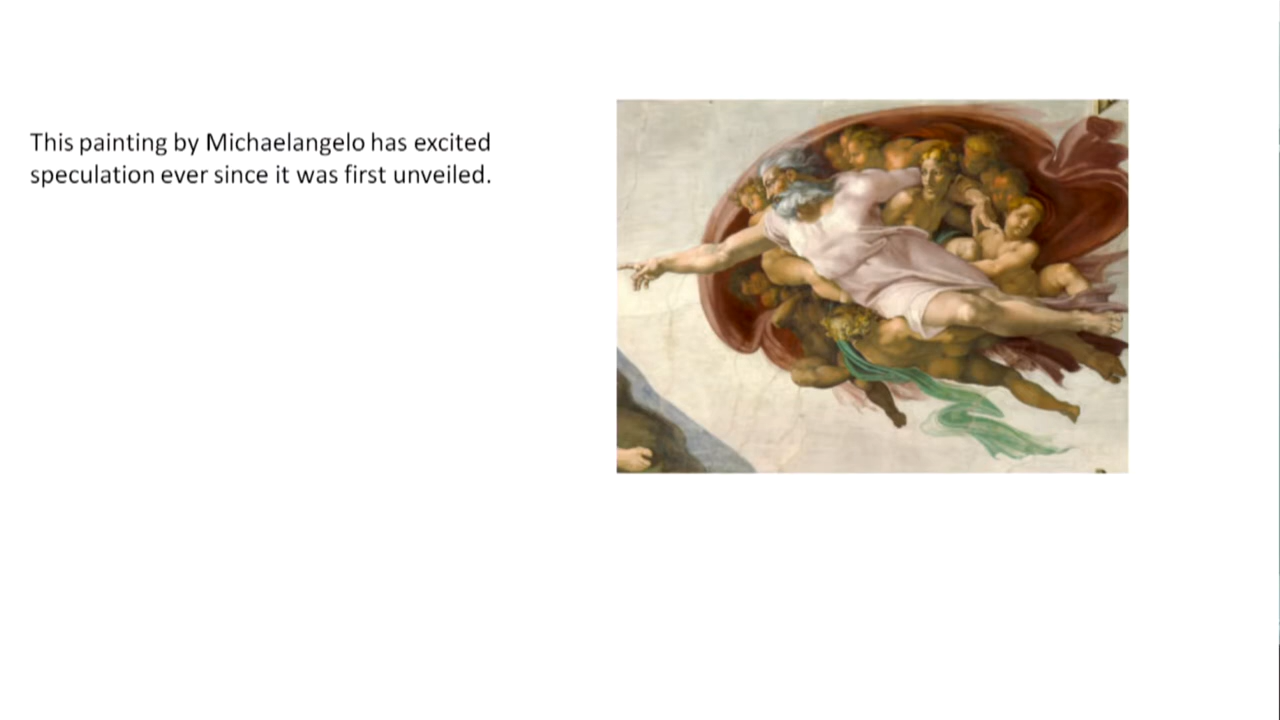 This painting by Michaelangelo has excited
speculation ever since it was first unveiled.